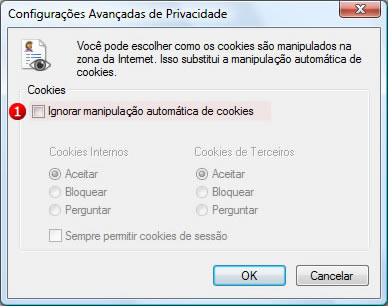 Configurações Avançadas de Privacidade
Você pode escolher como os cookies são manipulados na
zona da Internet. Isso substitui a manipulação automática de
cookies.
Cookies
1 Ignorar manipulação automática de cookies
Cookies Internos Cookies de Terceiros
Aceitar Aceitar
Bloquear Bloquear
Perguntar Perguntar
Sempre permitir cookies de sessão
OK Cancelar